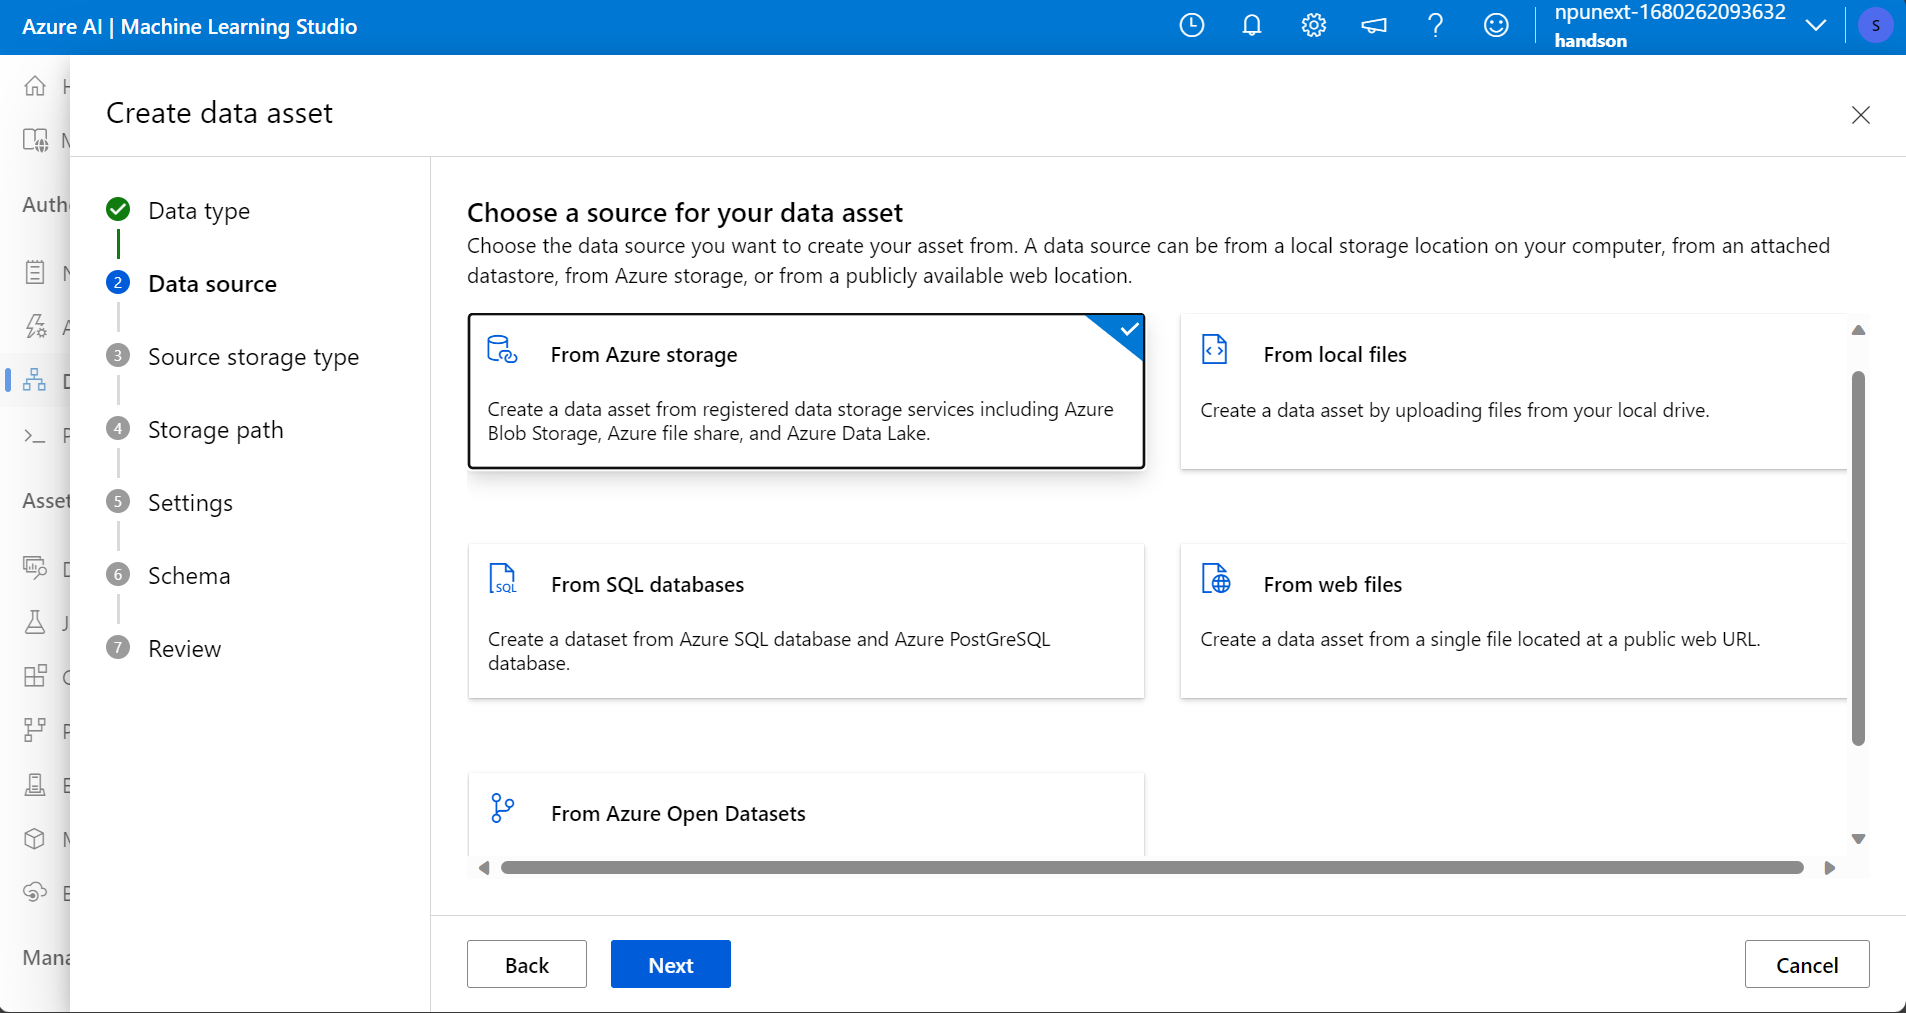 Azure AI | Machine Learning Studio
npunext-1680262093632
handson
S
Create data asset
Data type
2 Data source
3 Source storage type
4 Storage path
5 Settings
6 Schema
7 Review
Choose a source for your data asset
Choose the data source you want to create your asset from. A data source can be from a local storage location on your computer, from an attached
datastore, from Azure storage, or from a publicly available web location.
From Azure storage
Create a data asset from registered data storage services including Azure
Blob Storage, Azure file share, and Azure Data Lake.
From local files
Create a data asset by uploading files from your local drive.
SQL
From SQL databases
Create a dataset from Azure SQL database and Azure PostGreSQL
database.
From web files
Create a data asset from a single file located at a public web URL.
From Azure Open Datasets
Back
Next
Cancel